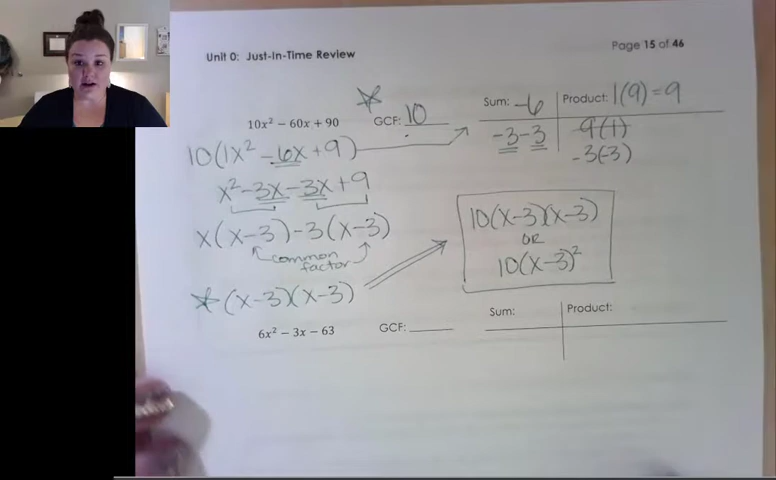 Unit 0: Just-in-Time Review
Page 15 of 46
10x² − 60x + 90
GCF: 10
Sum: -6
Product: 1(9) = 9
-3 -3
9(1)
-3(-3)
10(1x² - 6x + 9)
x² - 3x - 3x + 9
x(x-3) - 3(x-3)
common
factor
(x-3)(x-3)
10(x-3)(x-3)
OR
10(x-3)²
6x² − 3x − 63
GCF:
Sum:
Product: